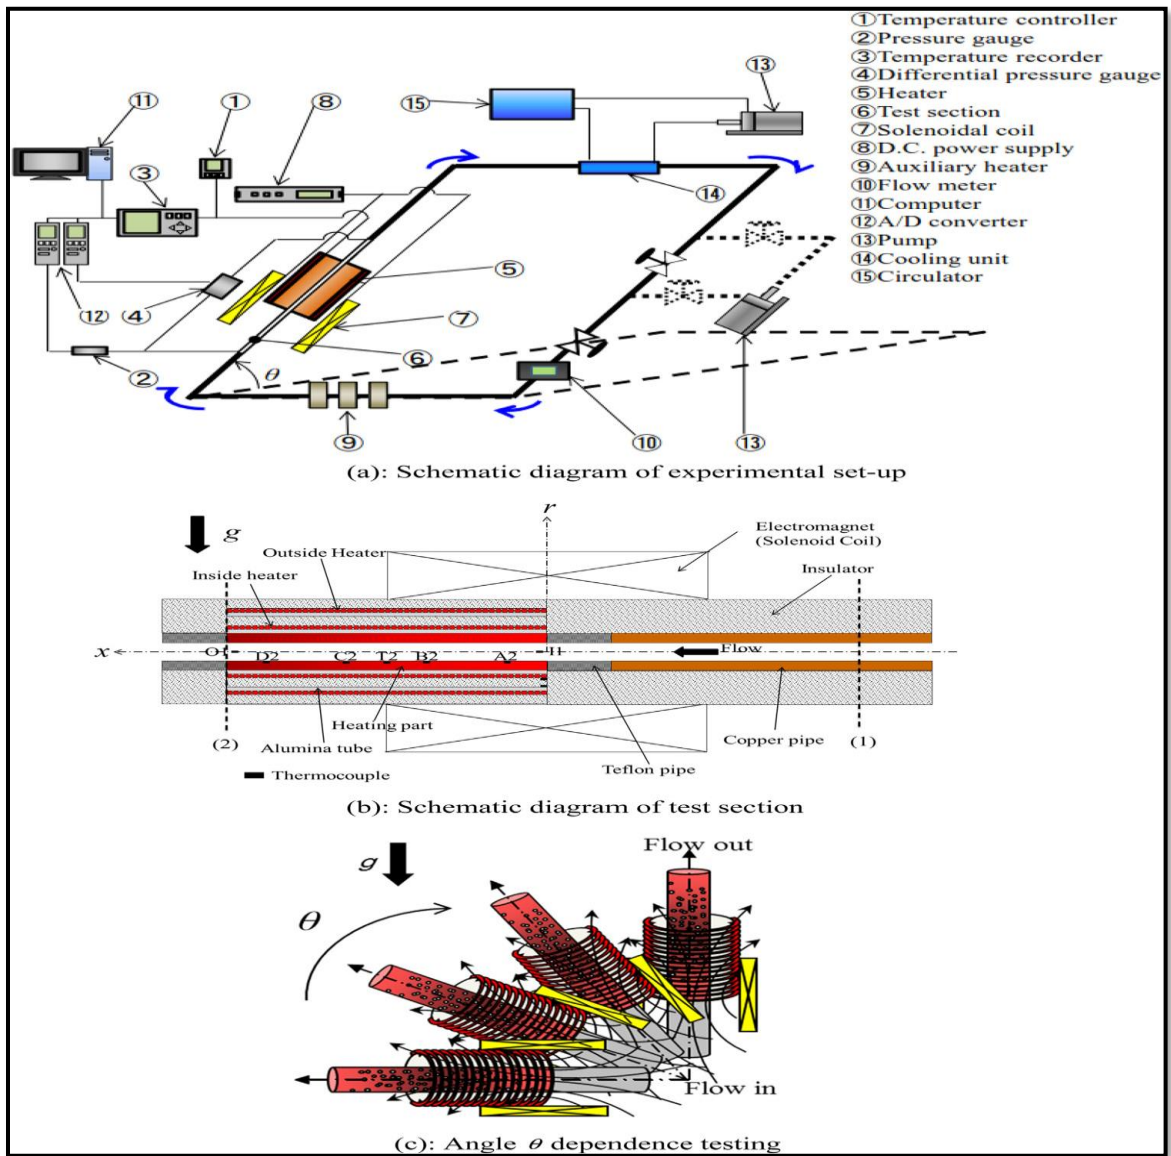 ①Temperature controller
②Pressure gauge
③Temperature recorder
④Differential pressure gauge
⑤Heater
⑥Test section
⑦Solenoidal coil
⑧D.C. power supply
⑨Auxiliary heater
⑩Flow meter
⑪Computer
⑫A/D converter
⑬Pump
⑭Cooling unit
⑮Circulator
⑬
⑮
⑪
①
⑧
③
⑭
⑤
⑫
④
⑦
⑥
②
θ
⑨
⑩
⑬
(a): Schematic diagram of experimental set-up
g
r
Electromagnet
(Solenoid Coil)
Outside Heater
Inside heater
Insulator
x
D2
C2
T2
B2
A2
Flow
Heating part
(2)
Alumina tube
Teflon pipe
Copper pipe
(1)
Thermocouple
(b): Schematic diagram of test section
g
Flow out
θ
Flow in
(c): Angle θ dependence testing